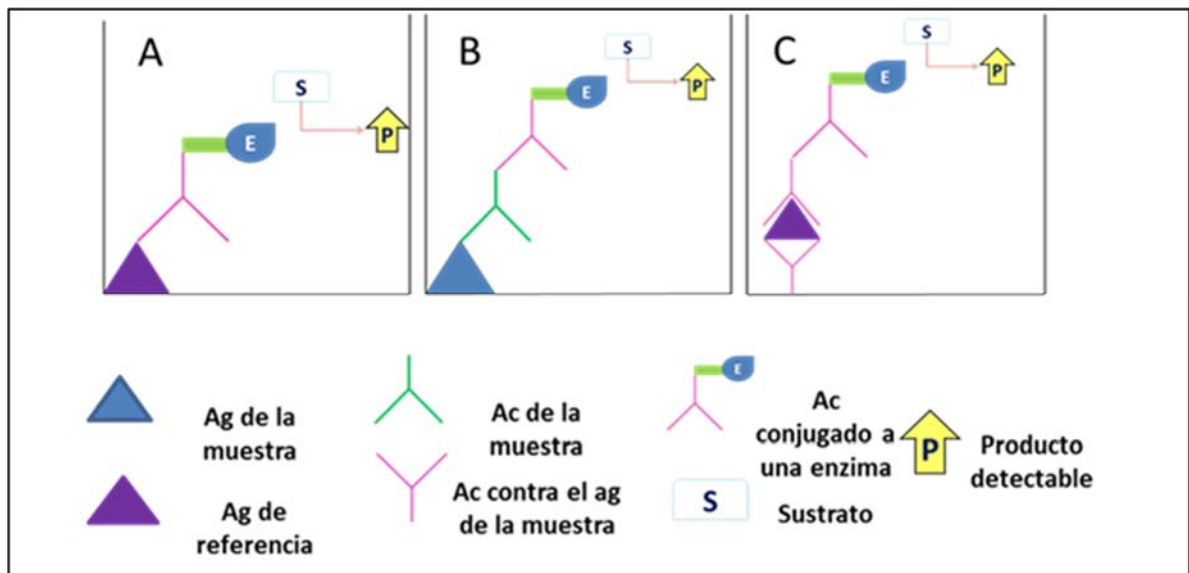 A
S
E
P
B
S
E
P
C
S
E
P
Ag de la
muestra
Ac de la
muestra
E
Ac
conjugado a
una enzima
P
Producto
detectable
Ag de
referencia
Ac contra el ag
de la muestra
S
Sustrato